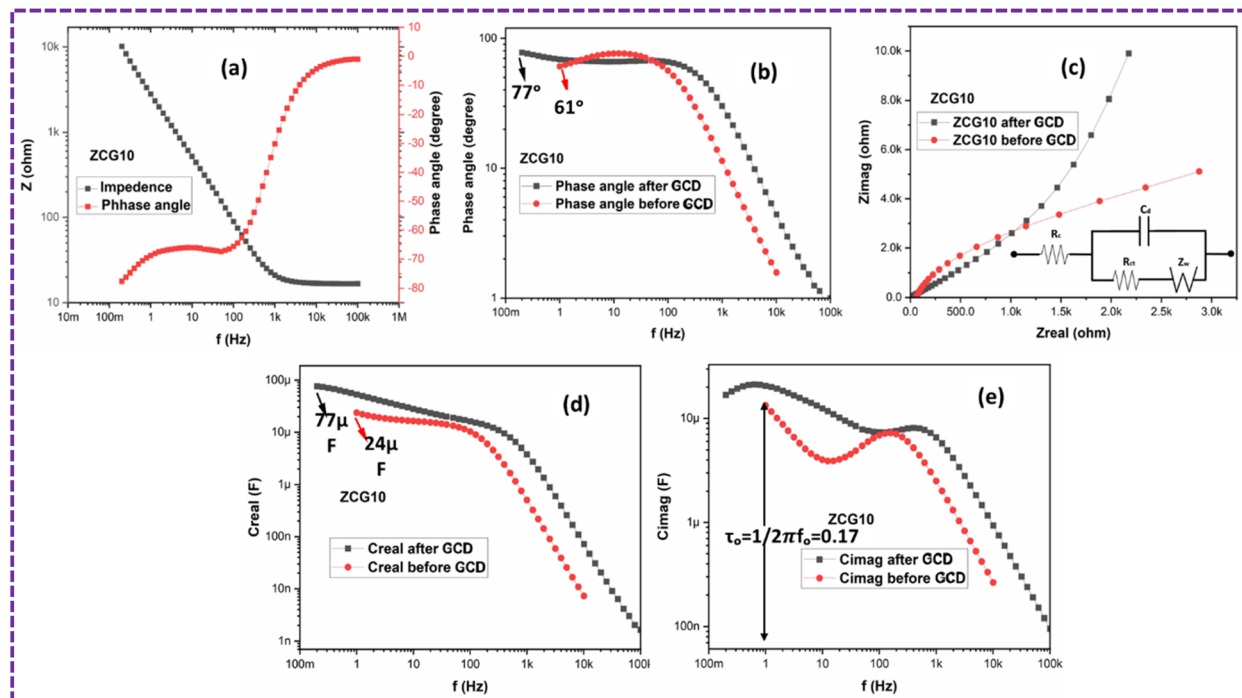 (a)
Z (ohm)
10k
1k
100
10
10
0
-10
-20
-30
-40
-50
-60
-70
-80
Phase angle (degree)
ZCG10
Impedence
Phhase angle
10m 100m 1 10 100 1k 10k 100k 1M
f (Hz)
(b)
Phase angle (degree)
100
10
1
77°
61°
ZCG10
Phase angle after GCD
Phase angle before GCD
100m 1 10 100 1k 10k 100k
f (Hz)
(c)
Zimag (ohm)
10.0k
8.0k
6.0k
4.0k
2.0k
0.0
ZCG10
ZCG10 after GCD
ZCG10 before GCD
Cd
Rct
Zw
0.0 500.0 1.0k 1.5k 2.0k 2.5k 3.0k
Zreal (ohm)
(d)
Creal (F)
100µ
10µ
1µ
100n
10n
1n
77µ
F
24µ
F
ZCG10
Creal after GCD
Creal before GCD
100m 1 10 100 1k 10k 100k
f (Hz)
(e)
Cimag (F)
10µ
1µ
100n
ZCG10
τo=1/2πfo=0.17
Cimag after GCD
Cimag before GCD
100m 1 10 100 1k 10k 100k
f (Hz)